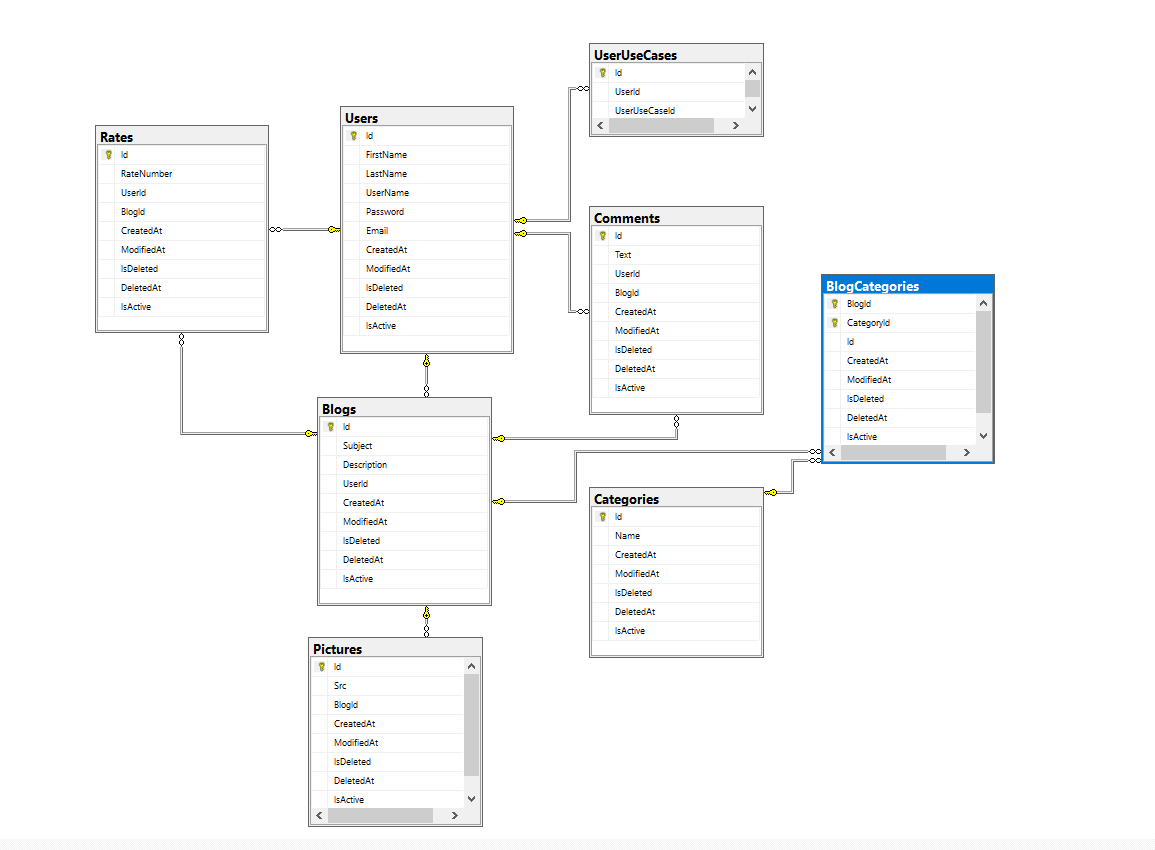 UserUseCases
Id
UserId
UserUseCaseId
Users
Id
FirstName
LastName
UserName
Password
Email
CreatedAt
ModifiedAt
IsDeleted
DeletedAt
IsActive
Rates
Id
RateNumber
UserId
BlogId
CreatedAt
ModifiedAt
IsDeleted
DeletedAt
IsActive
Comments
Id
Text
UserId
BlogId
CreatedAt
ModifiedAt
IsDeleted
DeletedAt
IsActive
BlogCategories
BlogId
CategoryId
Id
CreatedAt
ModifiedAt
IsDeleted
DeletedAt
IsActive
Blogs
Id
Subject
Description
UserId
CreatedAt
ModifiedAt
IsDeleted
DeletedAt
IsActive
Categories
Id
Name
CreatedAt
ModifiedAt
IsDeleted
DeletedAt
IsActive
Pictures
Id
Src
BlogId
CreatedAt
ModifiedAt
IsDeleted
DeletedAt
IsActive